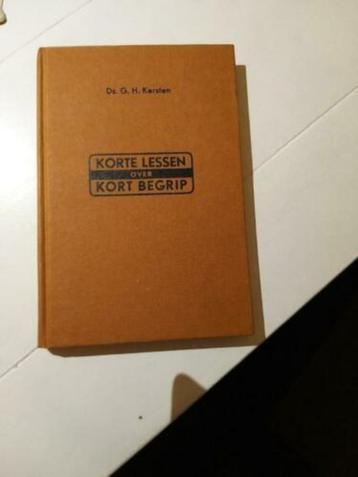 Ds. G. H. Kersten
KORTE LESSEN
OVER
KORT BEGRIP